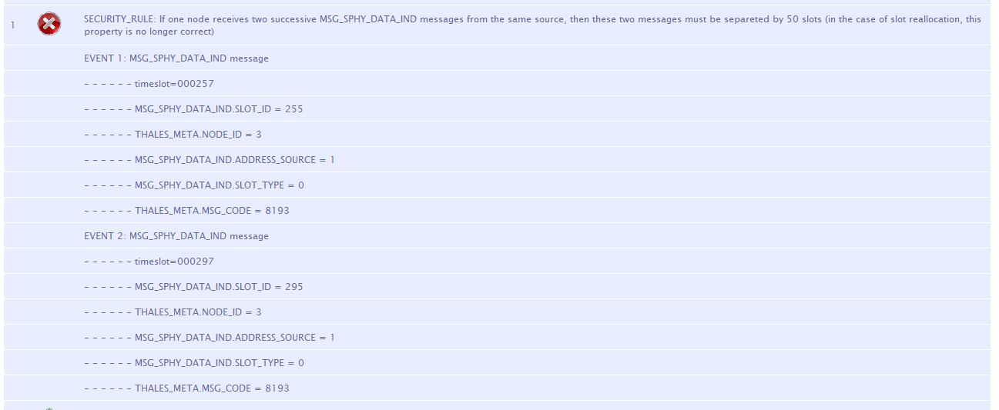 1
SECURITY_RULE: If one node receives two successive MSG_SPHY_DATA_IND messages from the same source, then these two messages must be separeted by 50 slots (in the case of slot reallocation, this
property is no longer correct)
EVENT 1: MSG_SPHY_DATA_IND message
- - - - - - timeslot=000257
- - - - - - MSG_SPHY_DATA_IND.SLOT_ID = 255
- - - - - - THALES_META.NODE_ID = 3
- - - - - - MSG_SPHY_DATA_IND.ADDRESS_SOURCE = 1
- - - - - - MSG_SPHY_DATA_IND.SLOT_TYPE = 0
- - - - - - THALES_META.MSG_CODE = 8193
EVENT 2: MSG_SPHY_DATA_IND message
- - - - - - timeslot=000297
- - - - - - MSG_SPHY_DATA_IND.SLOT_ID = 295
- - - - - - THALES_META.NODE_ID = 3
- - - - - - MSG_SPHY_DATA_IND.ADDRESS_SOURCE = 1
- - - - - - MSG_SPHY_DATA_IND.SLOT_TYPE = 0
- - - - - - THALES_META.MSG_CODE = 8193